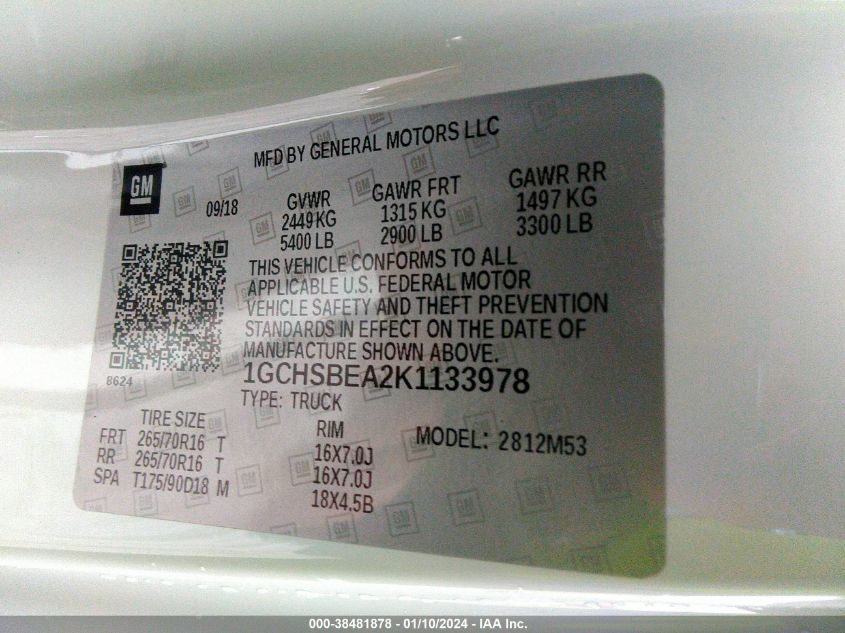 MFD BY GENERAL MOTORS LLC
GM
09/18 GVWR GAWR FRT GAWR RR
2449 KG 1315 KG 1497 KG
5400 LB 2900 LB 3300 LB
THIS VEHICLE CONFORMS TO ALL
APPLICABLE U.S. FEDERAL MOTOR
VEHICLE SAFETY AND THEFT PREVENTION
STANDARDS IN EFFECT ON THE DATE OF
MANUFACTURE SHOWN ABOVE.
8624
1GCHSBEA2K1133978
TYPE: TRUCK
TIRE SIZE RIM MODEL: 2812M53
FRT 265/70R16 T 16X7.0J
RR 265/70R16 T 16X7.0J
SPA T175/90D18 M 18X4.5B
000-38481878 - 01/10/2024 - IAA Inc.